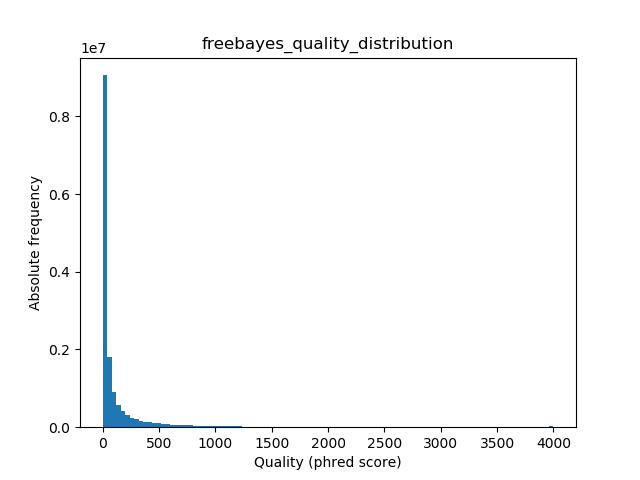 freebayes_quality_distribution
1e7
0.8
0.6
0.4
0.2
0.0
Absolute frequency
0 500 1000 1500 2000 2500 3000 3500 4000
Quality (phred score)